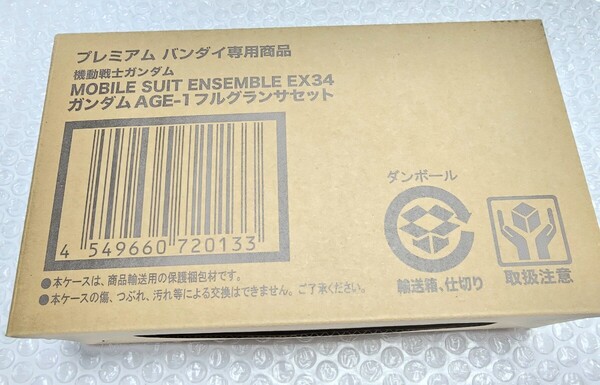 プレミアム バンダイ専用商品
機動戦士ガンダム
MOBILE SUIT ENSEMBLE EX34
ガンダムAGE-1フルグランサセット
4 549660 720133
●本ケースは、商品輸送用の保護梱包材です。
●本ケースの傷、つぶれ、汚れ等による交換はできません。ご了承ください。
ダンボール
輸送箱、仕切り
取扱注意